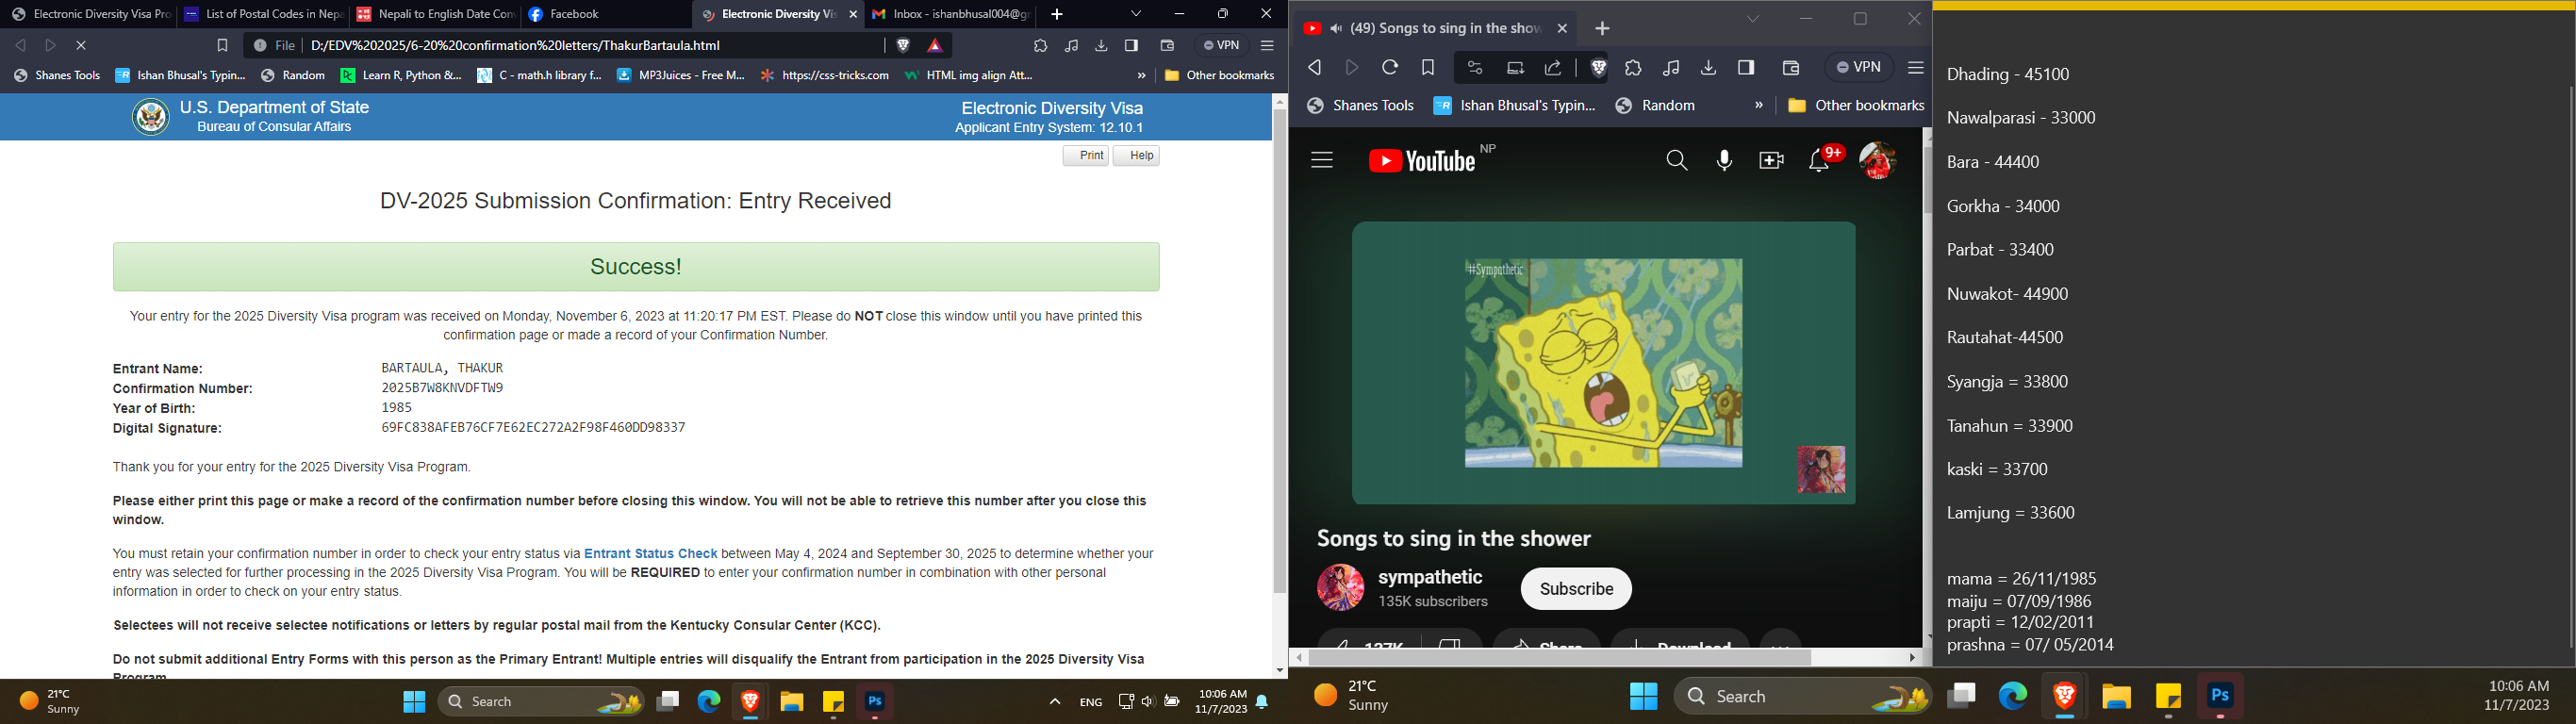 Electronic Diversity Visa Pro
List of Postal Codes in Nepa
Nepali to English Date Con
Facebook
Electronic Diversity Vis
Inbox - ishanbhusal004@gr
File
D:/EDV%202025/6-20%20confirmation%20letters/ThakurBartaula.html
VPN
Shanes Tools
Ishan Bhusal's Typin...
Random
Learn R, Python &...
C - math.h library f...
MP3Juices - Free M...
https://css-tricks.com
HTML img align Att...
»
Other bookmarks
U.S. Department of State
Bureau of Consular Affairs
Electronic Diversity Visa
Applicant Entry System: 12.10.1
Print
Help
DV-2025 Submission Confirmation: Entry Received
Success!
Your entry for the 2025 Diversity Visa program was received on Monday, November 6, 2023 at 11:20:17 PM EST. Please do NOT close this window until you have printed this
confirmation page or made a record of your Confirmation Number.
Entrant Name: BARTAULA, THAKUR
Confirmation Number: 2025B7W8KNVDFTW9
Year of Birth: 1985
Digital Signature: 69FC838AFEB76CF7E62EC272A2F98F460DD98337
Thank you for your entry for the 2025 Diversity Visa Program.
Please either print this page or make a record of the confirmation number before closing this window. You will not be able to retrieve this number after you close this
window.
You must retain your confirmation number in order to check your entry status via Entrant Status Check between May 4, 2024 and September 30, 2025 to determine whether your
entry was selected for further processing in the 2025 Diversity Visa Program. You will be REQUIRED to enter your confirmation number in combination with other personal
information in order to check on your entry status.
Selectees will not receive selectee notifications or letters by regular postal mail from the Kentucky Consular Center (KCC).
Do not submit additional Entry Forms with this person as the Primary Entrant! Multiple entries will disqualify the Entrant from participation in the 2025 Diversity Visa
Program.
21°C
Sunny
Search
Ps
ENG
10:06 AM
11/7/2023
(49) Songs to sing in the show
VPN
Shanes Tools
Ishan Bhusal's Typin...
Random
»
Other bookmarks
YouTube
NP
9+
#Sympathetic
Songs to sing in the shower
sympathetic
135K subscribers
Subscribe
137K
Share
Download
Dhading - 45100
Nawalparasi - 33000
Bara - 44400
Gorkha - 34000
Parbat - 33400
Nuwakot- 44900
Rautahat-44500
Syangja = 33800
Tanahun = 33900
kaski = 33700
Lamjung = 33600
mama = 26/11/1985
maiju = 07/09/1986
prapti = 12/02/2011
prashna = 07/ 05/2014
21°C
Sunny
Search
Ps
10:06 AM
11/7/2023